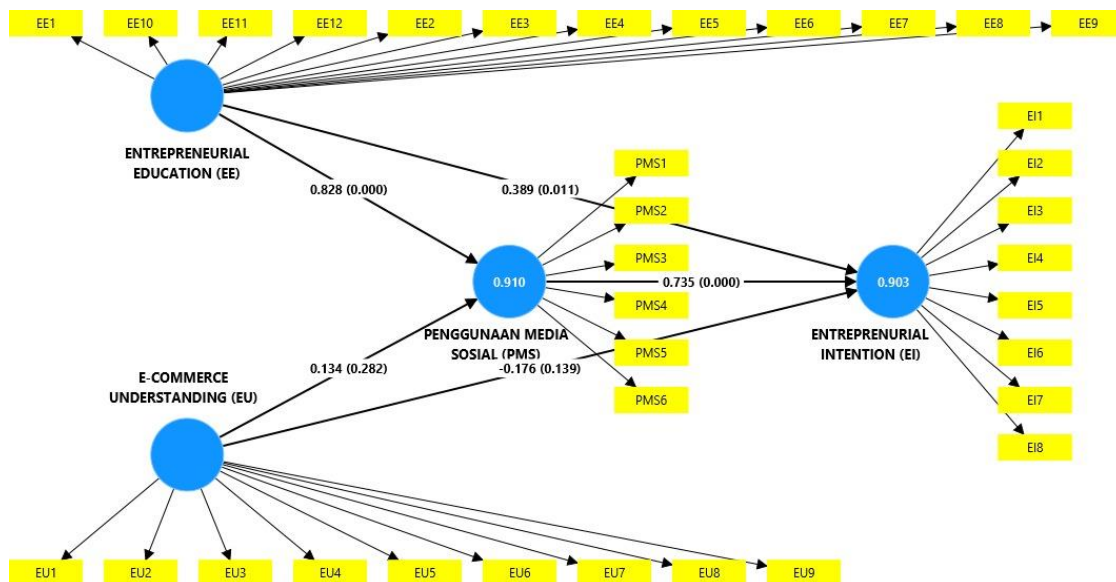 EE1 EE10 EE11 EE12 EE2 EE3 EE4 EE5 EE6 EE7 EE8 EE9
ENTREPRENEURIAL
EDUCATION (EE)
0.828 (0.000)
0.389 (0.011)
PMS1
PMS2
PMS3
PMS4
PMS5
PMS6
0.910
PENGGUNAAN MEDIA
SOSIAL (PMS)
0.735 (0.000)
EI1
EI2
EI3
EI4
EI5
EI6
EI7
EI8
0.903
ENTREPRENURIAL
INTENTION (EI)
0.134 (0.282)
-0.176 (0.139)
E-COMMERCE
UNDERSTANDING (EU)
EU1 EU2 EU3 EU4 EU5 EU6 EU7 EU8 EU9